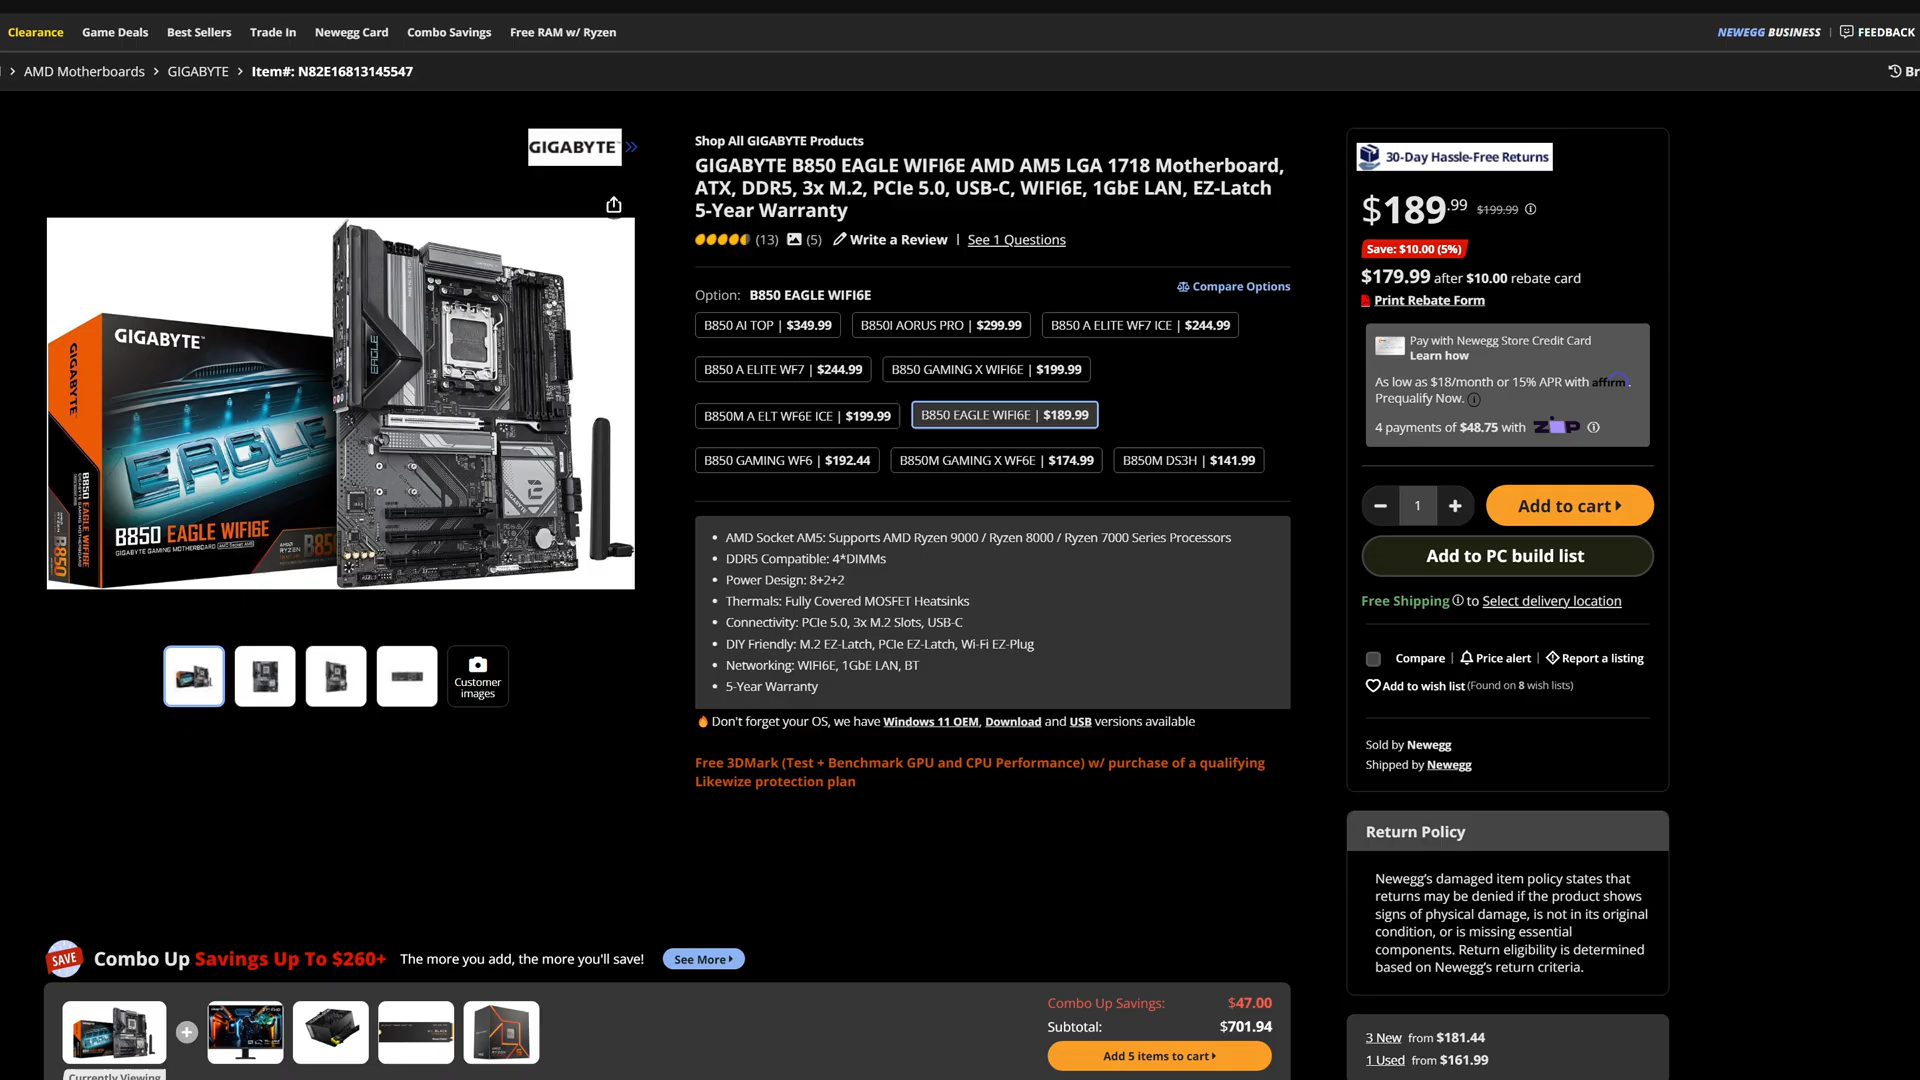 Clearance Game Deals Best Sellers Trade In Newegg Card Combo Savings Free RAM w/ Ryzen
NEWEGG BUSINESS | FEEDBACK
> AMD Motherboards > GIGABYTE > Item#: N82E16813145547
Br
GIGABYTE™ »
GIGABYTE™
GIGABYTE
EAGLE
EAGLE
B850 EAGLE WIFI6E
GIGABYTE GAMING MOTHERBOARD
AMD
RYZEN
B850
B850 EAGLE WIFI6E
B850
Customer
images
Shop All GIGABYTE Products
GIGABYTE B850 EAGLE WIFI6E AMD AM5 LGA 1718 Motherboard,
ATX, DDR5, 3x M.2, PCIe 5.0, USB-C, WIFI6E, 1GbE LAN, EZ-Latch
5-Year Warranty
(13) (5) Write a Review | See 1 Questions
Compare Options
Option: B850 EAGLE WIFI6E
B850 AI TOP | $349.99 B850I AORUS PRO | $299.99 B850 A ELITE WF7 ICE | $244.99
B850 A ELITE WF7 | $244.99 B850 GAMING X WIFI6E | $199.99
B850M A ELT WF6E ICE | $199.99 B850 EAGLE WIFI6E | $189.99
B850 GAMING WF6 | $192.44 B850M GAMING X WF6E | $174.99 B850M DS3H | $141.99
• AMD Socket AM5: Supports AMD Ryzen 9000 / Ryzen 8000 / Ryzen 7000 Series Processors
• DDR5 Compatible: 4*DIMMs
• Power Design: 8+2+2
• Thermals: Fully Covered MOSFET Heatsinks
• Connectivity: PCIe 5.0, 3x M.2 Slots, USB-C
• DIY Friendly: M.2 EZ-Latch, PCIe EZ-Latch, Wi-Fi EZ-Plug
• Networking: WIFI6E, 1GbE LAN, BT
• 5-Year Warranty
Don't forget your OS, we have Windows 11 OEM, Download and USB versions available
Free 3DMark (Test + Benchmark GPU and CPU Performance) w/ purchase of a qualifying
Likewize protection plan
30-Day Hassle-Free Returns
$189.99 $199.99
Save: $10.00 (5%)
$179.99 after $10.00 rebate card
Print Rebate Form
Pay with Newegg Store Credit Card
Learn how
As low as $18/month or 15% APR with affirm.
Prequalify Now.
4 payments of $48.75 with ZIP
− 1 + Add to cart
Add to PC build list
Free Shipping to Select delivery location
Compare | Price alert | Report a listing
Add to wish list (Found on 8 wish lists)
Sold by Newegg
Shipped by Newegg
Return Policy
Newegg's damaged item policy states that
returns may be denied if the product shows
signs of physical damage, is not in its original
condition, or is missing essential
components. Return eligibility is determined
based on Newegg's return criteria.
3 New from $181.44
1 Used from $161.99
SAVE Combo Up Savings Up To $260+ The more you add, the more you'll save! See More
Combo Up Savings: $47.00
Subtotal: $701.94
Add 5 items to cart
Currently Viewing